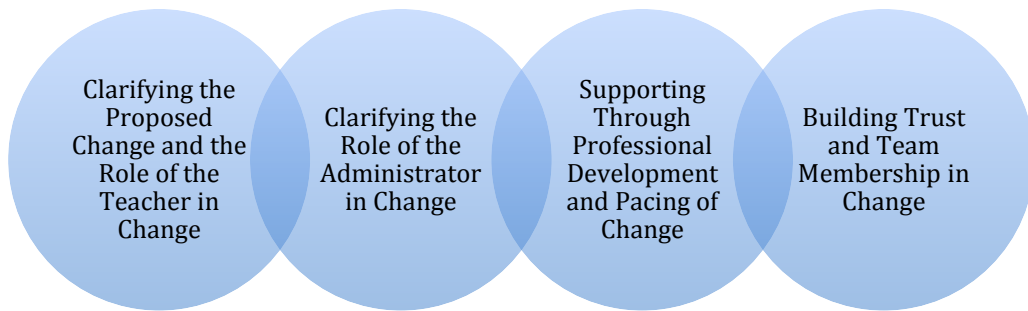 Clarifying the
Proposed
Change and the
Role of the
Teacher in
Change
Clarifying the
Role of the
Administrator
in Change
Supporting
Through
Professional
Development
and Pacing of
Change
Building Trust
and Team
Membership in
Change